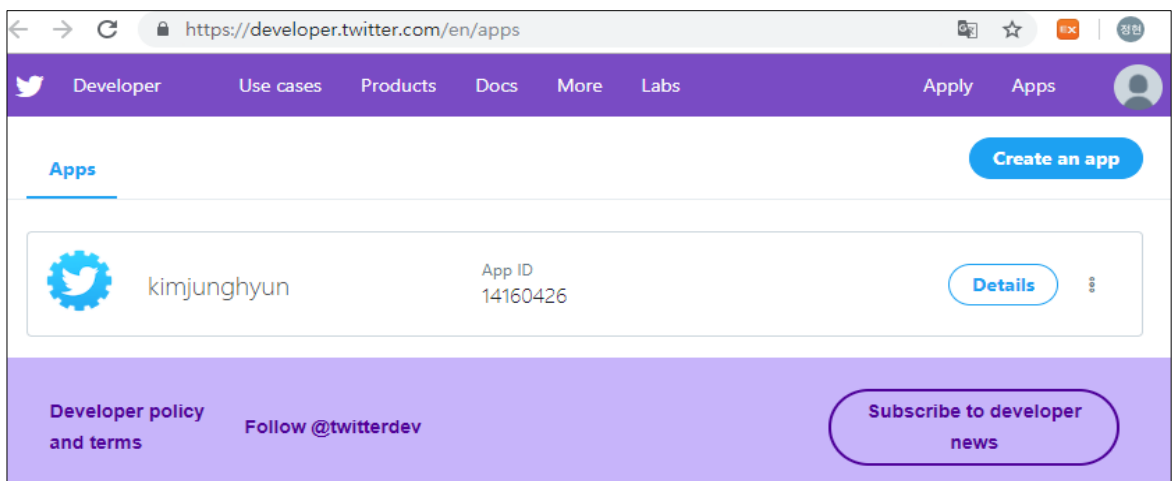 https://developer.twitter.com/en/apps
EX 정현
Developer Use cases Products Docs More Labs Apply Apps
Apps
Create an app
kimjunghyun
App ID
14160426
Details
Developer policy
and terms
Follow @twitterdev
Subscribe to developer
news